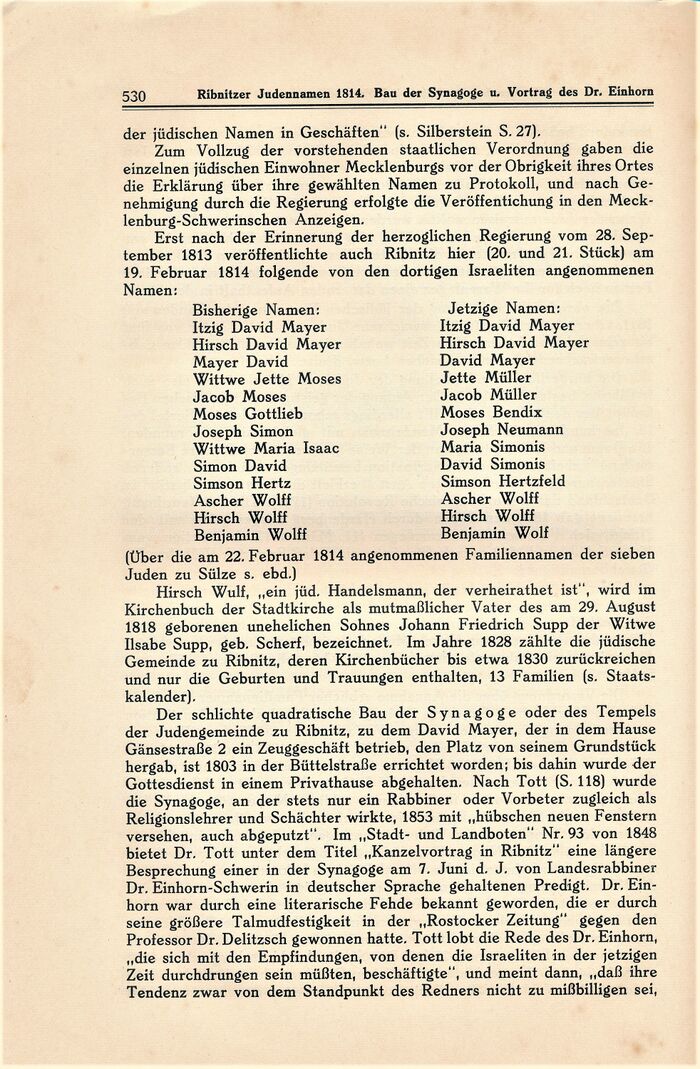 530 Ribnitzer Judennamen 1814. Bau der Synagoge u. Vortrag des Dr. Einhorn
der jüdischen Namen in Geschäften" (s. Silberstein S. 27).
Zum Vollzug der vorstehenden staatlichen Verordnung gaben die
einzelnen jüdischen Einwohner Mecklenburgs vor der Obrigkeit ihres Ortes
die Erklärung über ihre gewählten Namen zu Protokoll, und nach Ge-
nehmigung durch die Regierung erfolgte die Veröffentichung in den Meck-
lenburg-Schwerinschen Anzeigen.
Erst nach der Erinnerung der herzoglichen Regierung vom 28. Sep-
tember 1813 veröffentlichte auch Ribnitz hier (20. und 21. Stück) am
19. Februar 1814 folgende von den dortigen Israeliten angenommenen
Namen:
Bisherige Namen: Jetzige Namen:
Itzig David Mayer Itzig David Mayer
Hirsch David Mayer Hirsch David Mayer
Mayer David David Mayer
Wittwe Jette Moses Jette Müller
Jacob Moses Jacob Müller
Moses Gottlieb Moses Bendix
Joseph Simon Joseph Neumann
Wittwe Maria Isaac Maria Simonis
Simon David David Simonis
Simson Hertz Simson Hertzfeld
Ascher Wolff Ascher Wolff
Hirsch Wolff Hirsch Wolff
Benjamin Wolff Benjamin Wolf
(Über die am 22. Februar 1814 angenommenen Familiennamen der sieben
Juden zu Sülze s. ebd.)
Hirsch Wulf, „ein jüd. Handelsmann, der verheirathet ist", wird im
Kirchenbuch der Stadtkirche als mutmaßlicher Vater des am 29. August
1818 geborenen unehelichen Sohnes Johann Friedrich Supp der Witwe
Ilsabe Supp, geb. Scherf, bezeichnet. Im Jahre 1828 zählte die jüdische
Gemeinde zu Ribnitz, deren Kirchenbücher bis etwa 1830 zurückreichen
und nur die Geburten und Trauungen enthalten, 13 Familien (s. Staats-
kalender).
Der schlichte quadratische Bau der Synagoge oder des Tempels
der Judengemeinde zu Ribnitz, zu dem David Mayer, der in dem Hause
Gänsestraße 2 ein Zeuggeschäft betrieb, den Platz von seinem Grundstück
hergab, ist 1803 in der Büttelstraße errichtet worden; bis dahin wurde der
Gottesdienst in einem Privathause abgehalten. Nach Tott (S. 118) wurde
die Synagoge, an der stets nur ein Rabbiner oder Vorbeter zugleich als
Religionslehrer und Schächter wirkte, 1853 mit „hübschen neuen Fenstern
versehen, auch abgeputzt". Im „Stadt- und Landboten" Nr. 93 von 1848
bietet Dr. Tott unter dem Titel „Kanzelvortrag in Ribnitz" eine längere
Besprechung einer in der Synagoge am 7. Juni d. J. von Landesrabbiner
Dr. Einhorn-Schwerin in deutscher Sprache gehaltenen Predigt. Dr. Ein-
horn war durch eine literarische Fehde bekannt geworden, die er durch
seine größere Talmudfestigkeit in der „Rostocker Zeitung" gegen den
Professor Dr. Delitzsch gewonnen hatte. Tott lobt die Rede des Dr. Einhorn,
„die sich mit den Empfindungen, von denen die Israeliten in der jetzigen
Zeit durchdrungen sein müßten, beschäftigte", und meint dann, „daß ihre
Tendenz zwar von dem Standpunkt des Redners nicht zu mißbilligen sei,